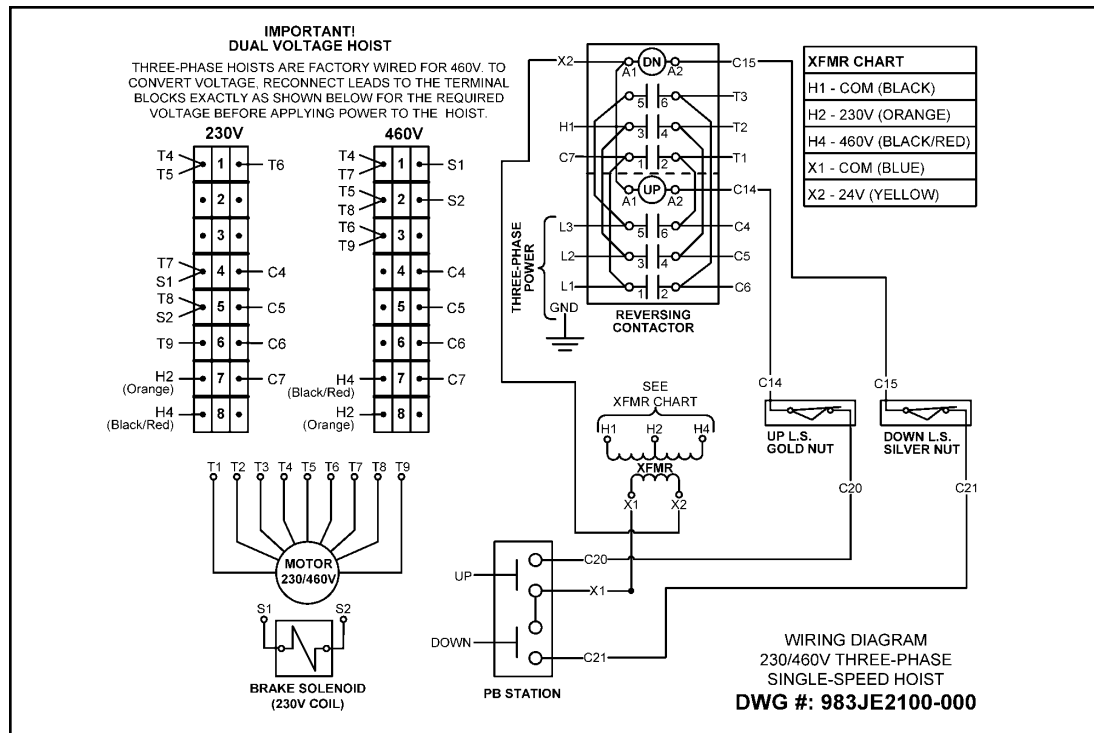 IMPORTANT!
DUAL VOLTAGE HOIST
THREE-PHASE HOISTS ARE FACTORY WIRED FOR 460V. TO
CONVERT VOLTAGE, RECONNECT LEADS TO THE TERMINAL
BLOCKS EXACTLY AS SHOWN BELOW FOR THE REQUIRED
VOLTAGE BEFORE APPLYING POWER TO THE HOIST.
230V
T4
T5
1
T6
2
3
T7
S1
4
C4
T8
S2
5
C5
T9
6
C6
H2
(Orange)
7
C7
H4
(Black/Red)
8
460V
T4
T7
1
S1
T5
T8
2
S2
T6
T9
3
4
C4
5
C5
6
C6
H4
(Black/Red)
7
C7
H2
(Orange)
8
X2
A1
DN
A2
C15
5
6
T3
H1
3
4
T2
C7
1
2
T1
A1
UP
A2
C14
L3
5
6
C4
L2
3
4
C5
L1
1
2
C6
THREE-PHASE
POWER
GND
REVERSING
CONTACTOR
XFMR CHART
H1 - COM (BLACK)
H2 - 230V (ORANGE)
H4 - 460V (BLACK/RED)
X1 - COM (BLUE)
X2 - 24V (YELLOW)
C14
C15
UP L.S.
GOLD NUT
DOWN L.S.
SILVER NUT
C20
C21
SEE
XFMR CHART
H1
H2
H4
XFMR
X1
X2
T1
T2
T3
T4
T5
T6
T7
T8
T9
MOTOR
230/460V
S1
S2
BRAKE SOLENOID
(230V COIL)
UP
DOWN
C20
X1
C21
PB STATION
WIRING DIAGRAM
230/460V THREE-PHASE
SINGLE-SPEED HOIST
DWG #: 983JE2100-000